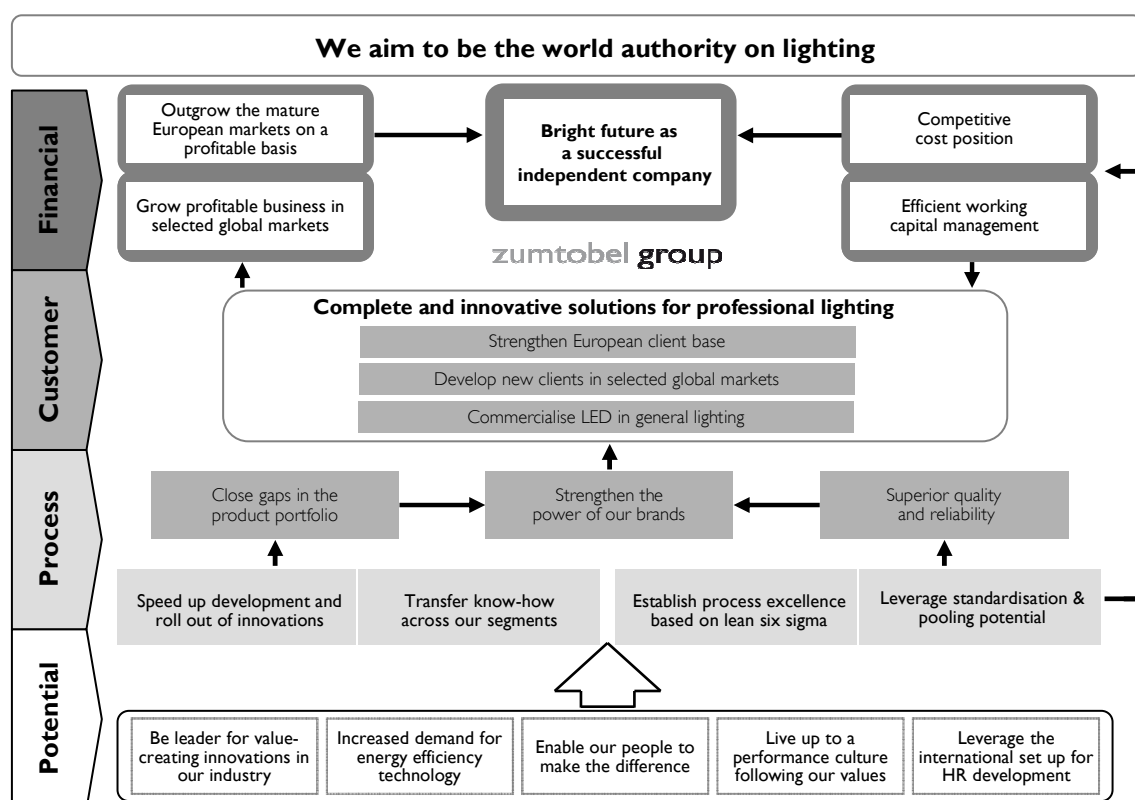 We aim to be the world authority on lighting
Financial
Outgrow the mature
European markets on a
profitable basis
Grow profitable business in
selected global markets
Bright future as
a successful
independent company
Competitive
cost position
Efficient working
capital management
zumtobel group
Customer
Complete and innovative solutions for professional lighting
Strengthen European client base
Develop new clients in selected global markets
Commercialise LED in general lighting
Process
Close gaps in the
product portfolio
Strengthen the
power of our brands
Superior quality
and reliability
Speed up development and
roll out of innovations
Transfer know-how
across our segments
Establish process excellence
based on lean six sigma
Leverage standardisation &
pooling potential
Potential
Be leader for value-
creating innovations in
our industry
Increased demand for
energy efficiency
technology
Enable our people to
make the difference
Live up to a
performance culture
following our values
Leverage the
international set up for
HR development